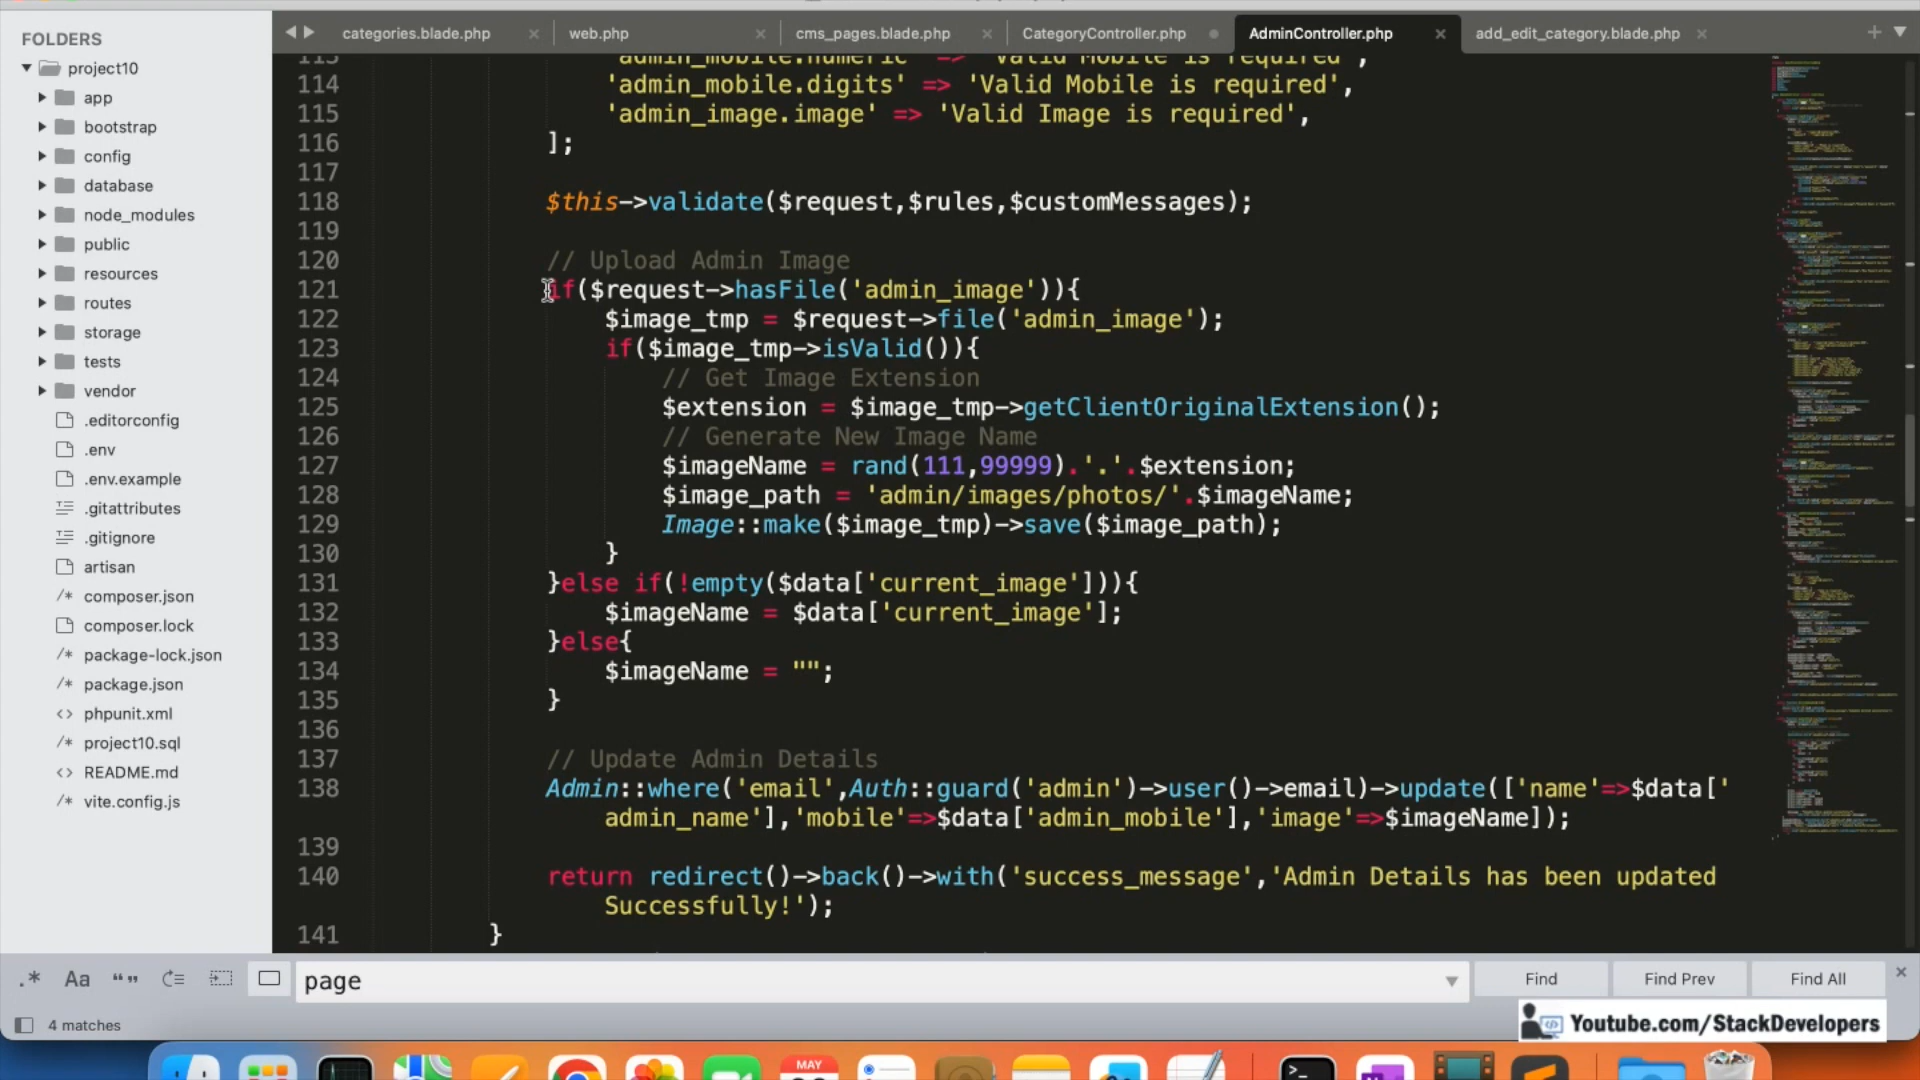 FOLDERS
project10
app
bootstrap
config
database
node_modules
public
resources
routes
storage
tests
vendor
.editorconfig
.env
.env.example
.gitattributes
.gitignore
artisan
composer.json
composer.lock
package-lock.json
package.json
phpunit.xml
project10.sql
README.md
vite.config.js
categories.blade.php
web.php
cms_pages.blade.php
CategoryController.php
AdminController.php
add_edit_category.blade.php
113 'admin_mobile.numeric' => 'Valid Mobile is required',
114 'admin_mobile.digits' => 'Valid Mobile is required',
115 'admin_image.image' => 'Valid Image is required',
116 ];
117
118 $this->validate($request,$rules,$customMessages);
119
120 // Upload Admin Image
121 if($request->hasFile('admin_image')){
122 $image_tmp = $request->file('admin_image');
123 if($image_tmp->isValid()){
124 // Get Image Extension
125 $extension = $image_tmp->getClientOriginalExtension();
126 // Generate New Image Name
127 $imageName = rand(111,99999).'.'.$extension;
128 $image_path = 'admin/images/photos/'.$imageName;
129 Image::make($image_tmp)->save($image_path);
130 }
131 }else if(!empty($data['current_image'])){
132 $imageName = $data['current_image'];
133 }else{
134 $imageName = "";
135 }
136
137 // Update Admin Details
138 Admin::where('email',Auth::guard('admin')->user()->email)->update(['name'=>$data['
admin_name'],'mobile'=>$data['admin_mobile'],'image'=>$imageName]);
139
140 return redirect()->back()->with('success_message','Admin Details has been updated
Successfully!');
141 }
page
Find
Find Prev
Find All
4 matches
Youtube.com/StackDevelopers
MAY